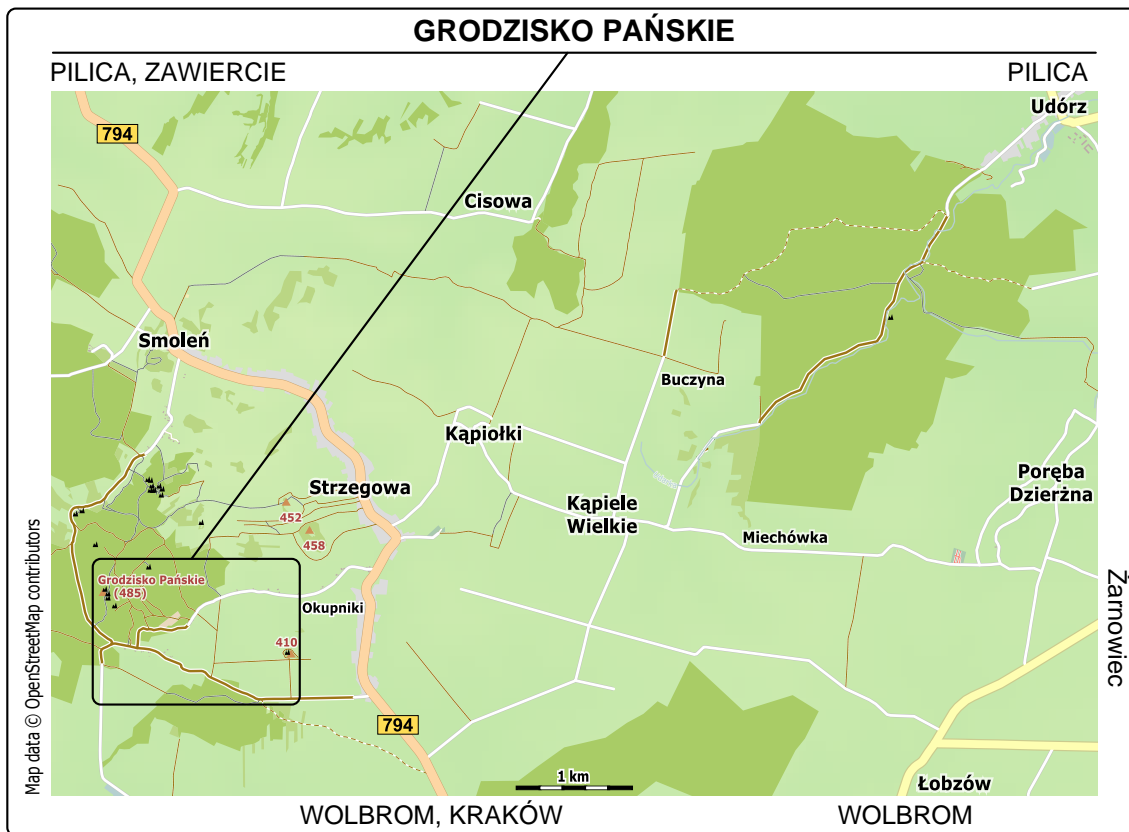 GRODZISKO PAŃSKIE
PILICA, ZAWIERCIE
PILICA
Udórz
794
Cisowa
Smoleń
Buczyna
Kąpiołki
Strzegowa
Poręba
Dzierżna
452
Kąpiele
Wielkie
458
Miechówka
Grodzisko Pańskie
(485)
Okupniki
410
Żarnowiec
794
1 km
Łobzów
Map data © OpenStreetMap contributors
WOLBROM, KRAKÓW
WOLBROM